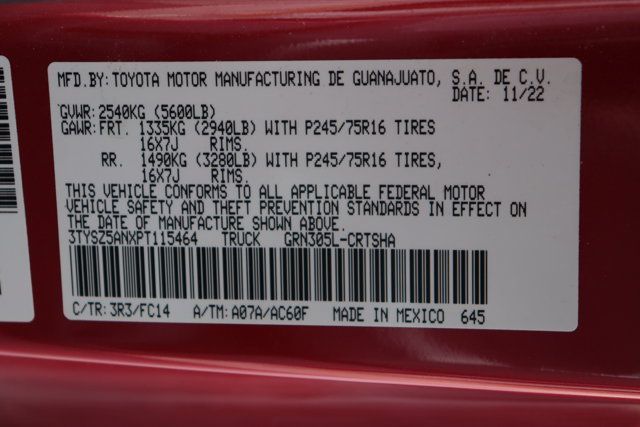 MFD.BY: TOYOTA MOTOR MANUFACTURING DE GUANAJUATO, S.A. DE C.V.
DATE: 11/22
GVWR: 2540KG (5600LB)
GAWR: FRT. 1335KG (2940LB) WITH P245/75R16 TIRES
16X7J RIMS.
RR. 1490KG (3280LB) WITH P245/75R16 TIRES,
16X7J RIMS.
THIS VEHICLE CONFORMS TO ALL APPLICABLE FEDERAL MOTOR
VEHICLE SAFETY AND THEFT PREVENTION STANDARDS IN EFFECT ON
THE DATE OF MANUFACTURE SHOWN ABOVE.
3TYSZ5ANXPT115464 TRUCK GRN305L-CRTSHA
C/TR: 3R3/FC14 A/TM: A07A/AC60F MADE IN MEXICO 645